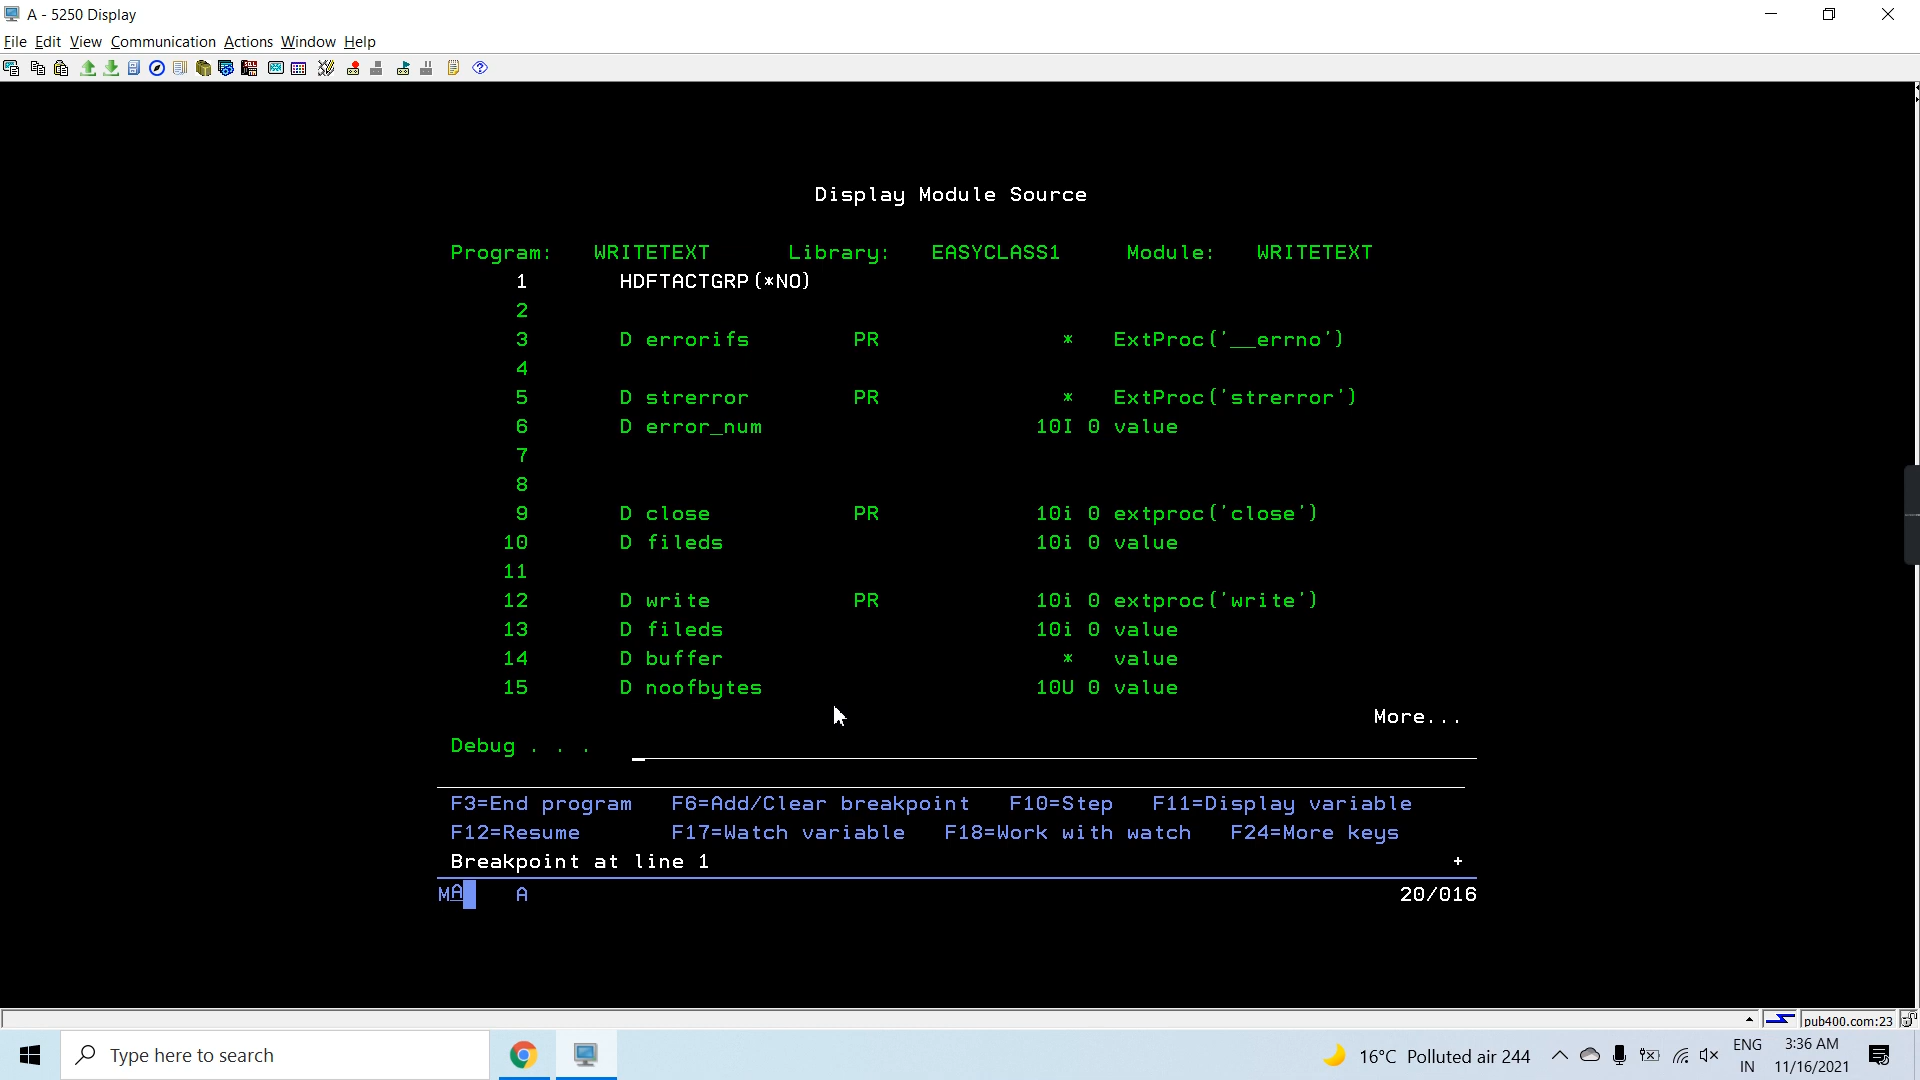 A - 5250 Display
File Edit View Communication Actions Window Help
Display Module Source
Program: WRITETEXT Library: EASYCLASS1 Module: WRITETEXT
1 HDFTACTGRP(*NO)
2
3 D errorifs PR * ExtProc('__errno')
4
5 D strerror PR * ExtProc('strerror')
6 D error_num 10I 0 value
7
8
9 D close PR 10i 0 extproc('close')
10 D fileds 10i 0 value
11
12 D write PR 10i 0 extproc('write')
13 D fileds 10i 0 value
14 D buffer * value
15 D noofbytes 10U 0 value
More...
Debug . . .
F3=End program F6=Add/Clear breakpoint F10=Step F11=Display variable
F12=Resume F17=Watch variable F18=Work with watch F24=More keys
Breakpoint at line 1 +
MA A 20/016
pub400.com:23
Type here to search
16°C Polluted air 244
ENG
IN
3:36 AM
11/16/2021